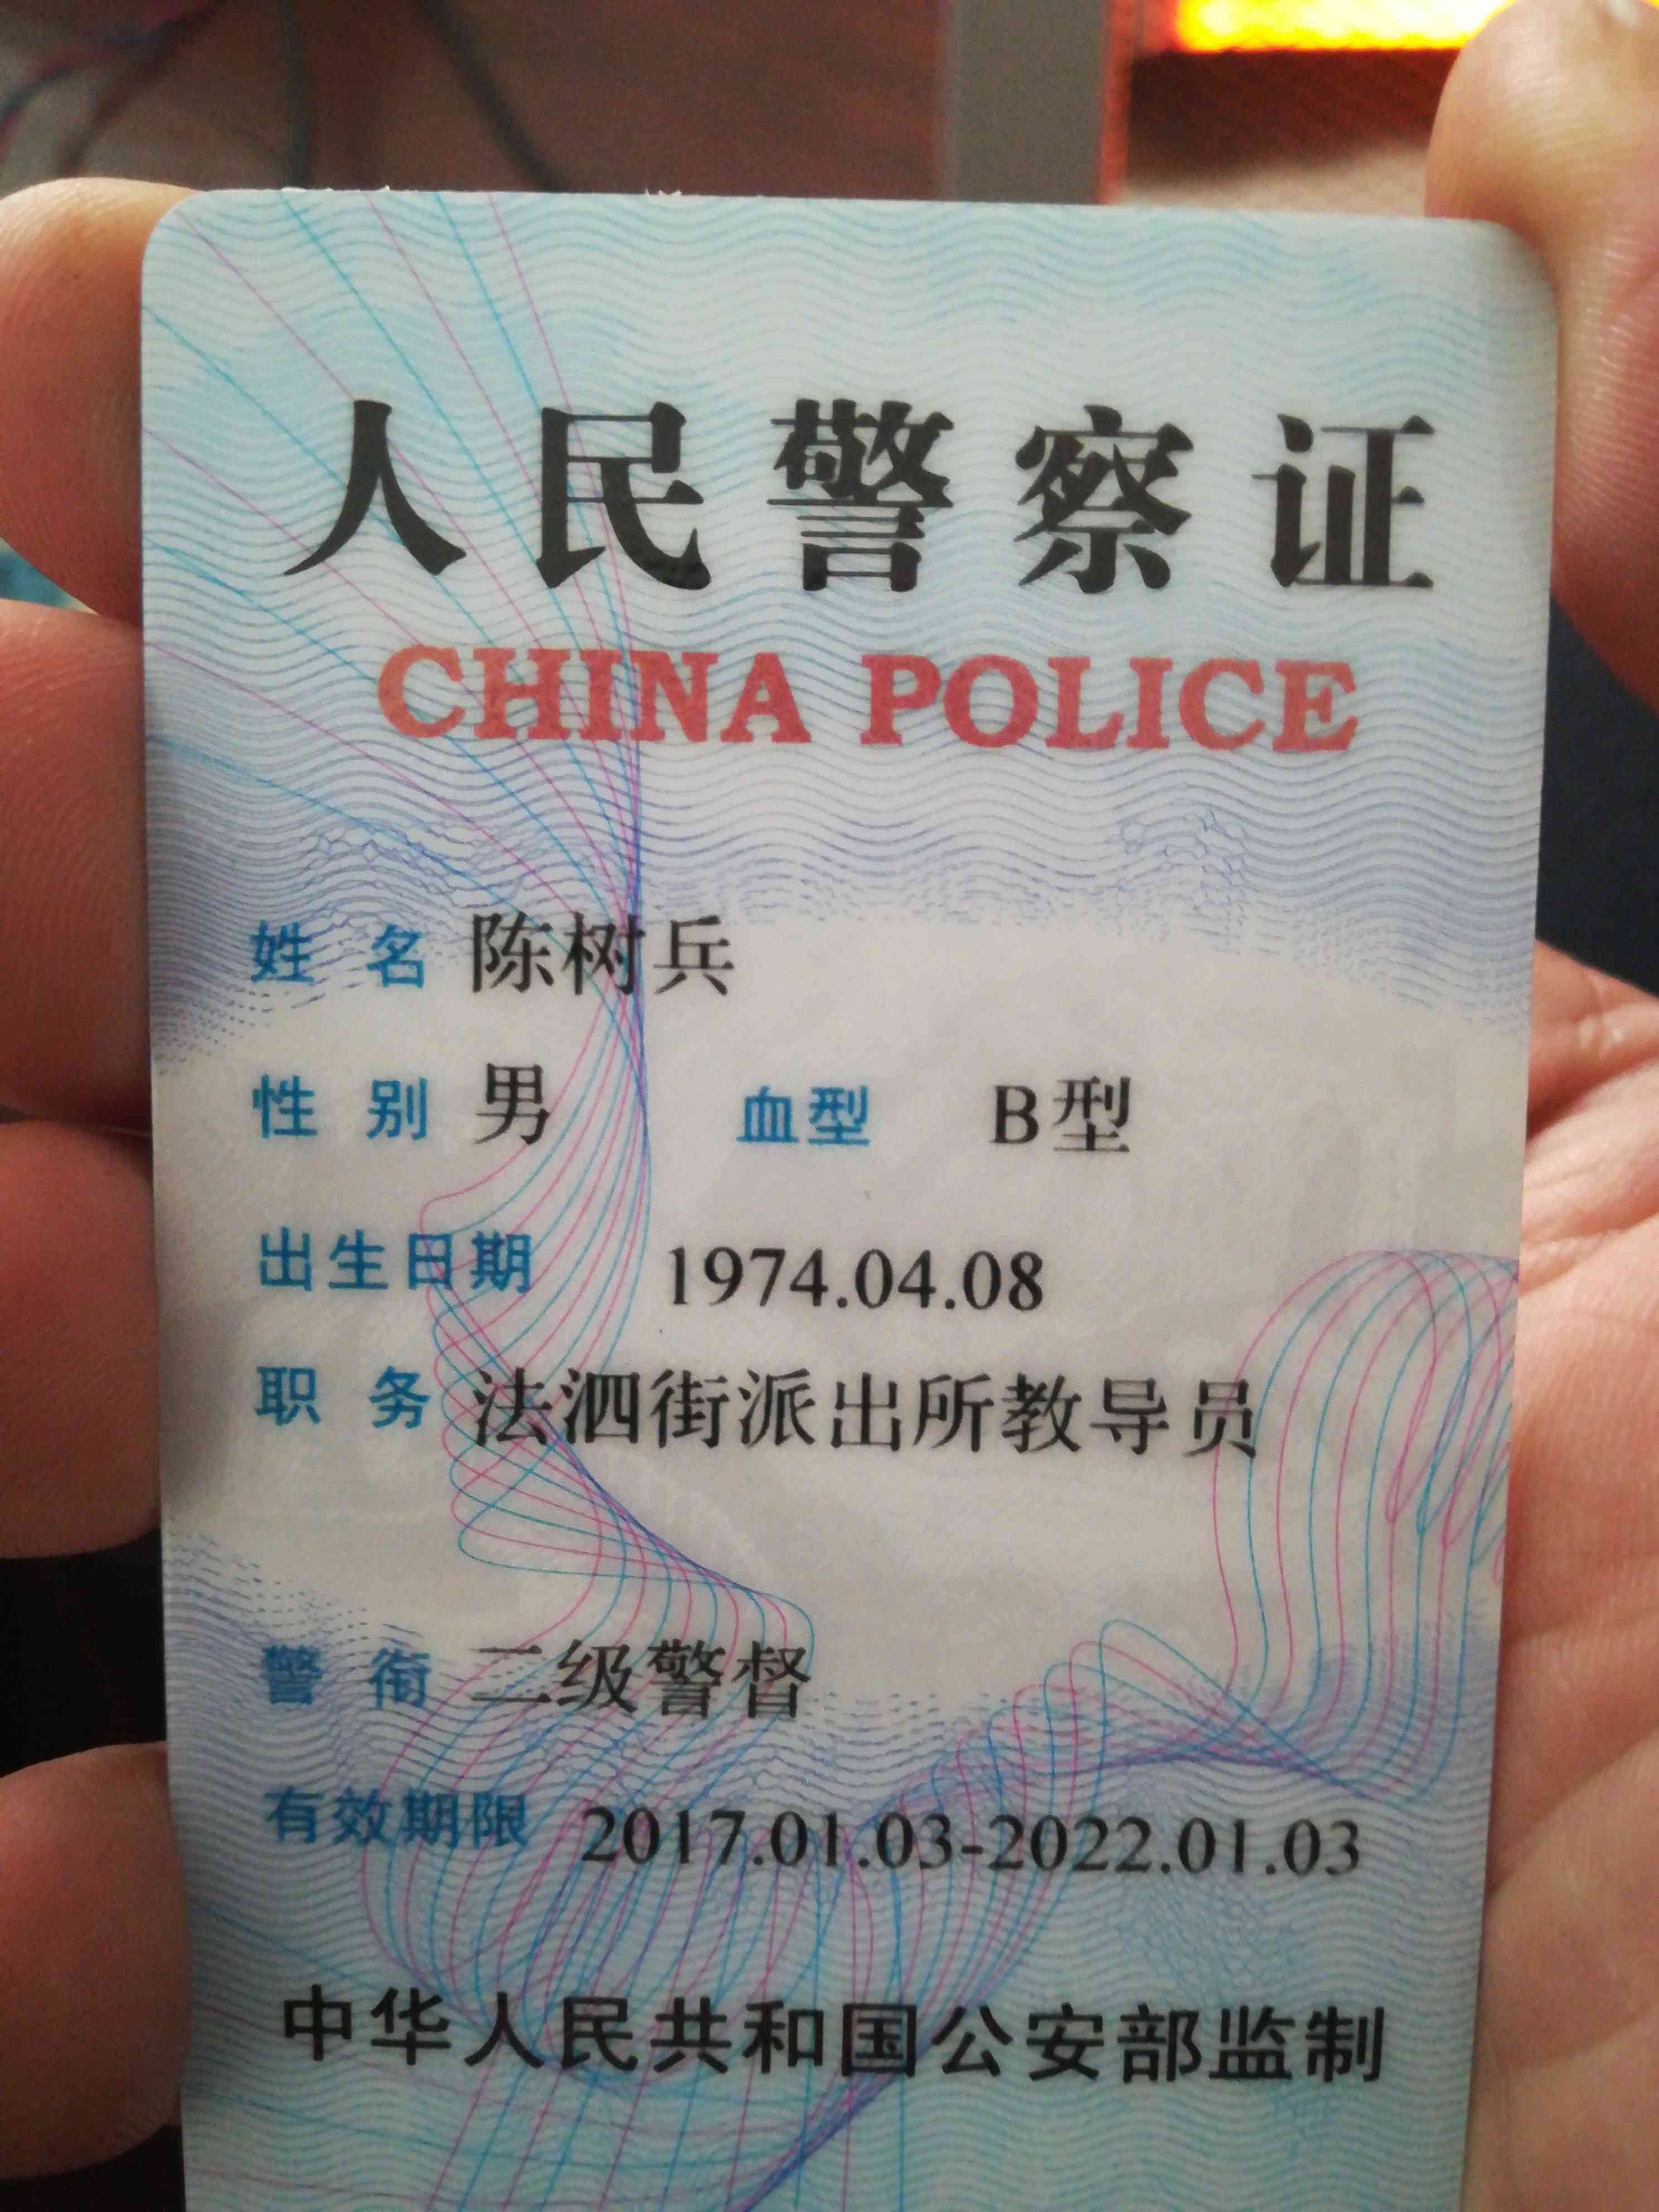 人民警察证
CHINA POLICE
姓名 陈树兵
性别 男 血型 B型
出生日期 1974.04.08
职务 法泗街派出所教导员
警衔 二级警督
有效期限 2017.01.03-2022.01.03
中华人民共和国公安部监制